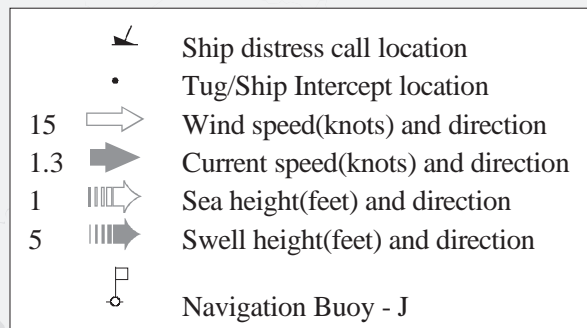 Ship distress call location
Tug/Ship Intercept location
15 Wind speed(knots) and direction
1.3 Current speed(knots) and direction
1 Sea height(feet) and direction
5 Swell height(feet) and direction
Navigation Buoy - J